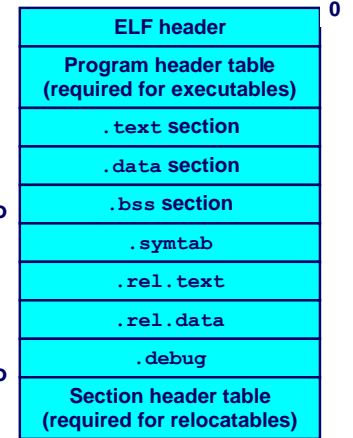 0
ELF header
Program header table
(required for executables)
.text section
.data section
.bss section
.symtab
.rel.text
.rel.data
.debug
Section header table
(required for relocatables)